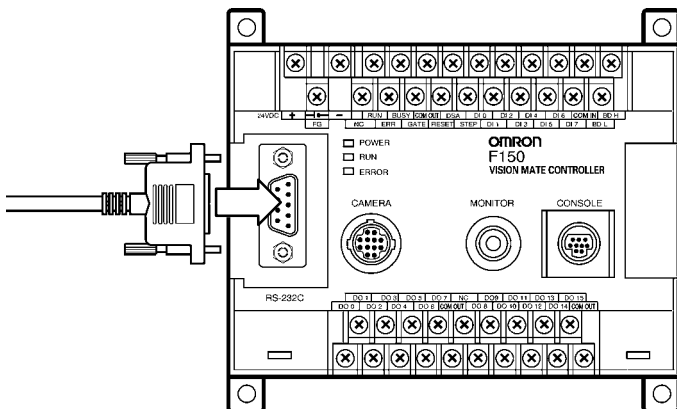 24VDC + − RUN BUSY COM OUT DSA DI 0 DI 2 DI 4 DI 6 COM IN BD H
FG NC ERR GATE RESET STEP DI 1 DI 3 DI 5 DI 7 BD L
POWER
RUN
ERROR
OMRON
F150
VISION MATE CONTROLLER
CAMERA
MONITOR
CONSOLE
RS-232C
DO 1 DO 3 DO 5 DO 7 NC DO9 DO 11 DO 13 DO 15
DO 0 DO 2 DO 4 DO 6 COM OUT DO 8 DO 10 DO 12 DO 14 COM OUT